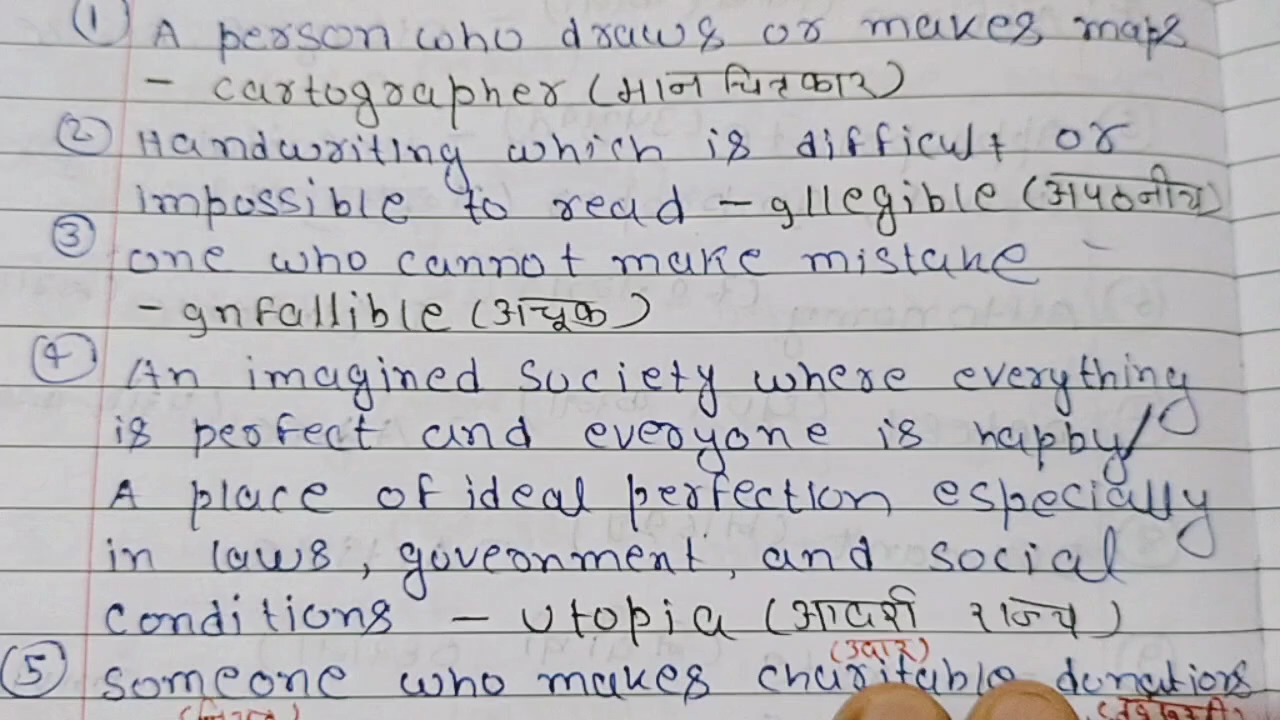 ① A person who draws or makes maps
- cartographer (मानचित्रकार)
② Handwriting which is difficult or
impossible to read - Illegible (अपठनीय)
③ one who cannot make mistake -
- Infallible (अचूक)
④ An imagined society where everything
is perfect and everyone is happy/
A place of ideal perfection especially
in laws, government, and social
conditions - Utopia (आदर्श राज्य)
(उदार)
⑤ someone who makes charitable donations